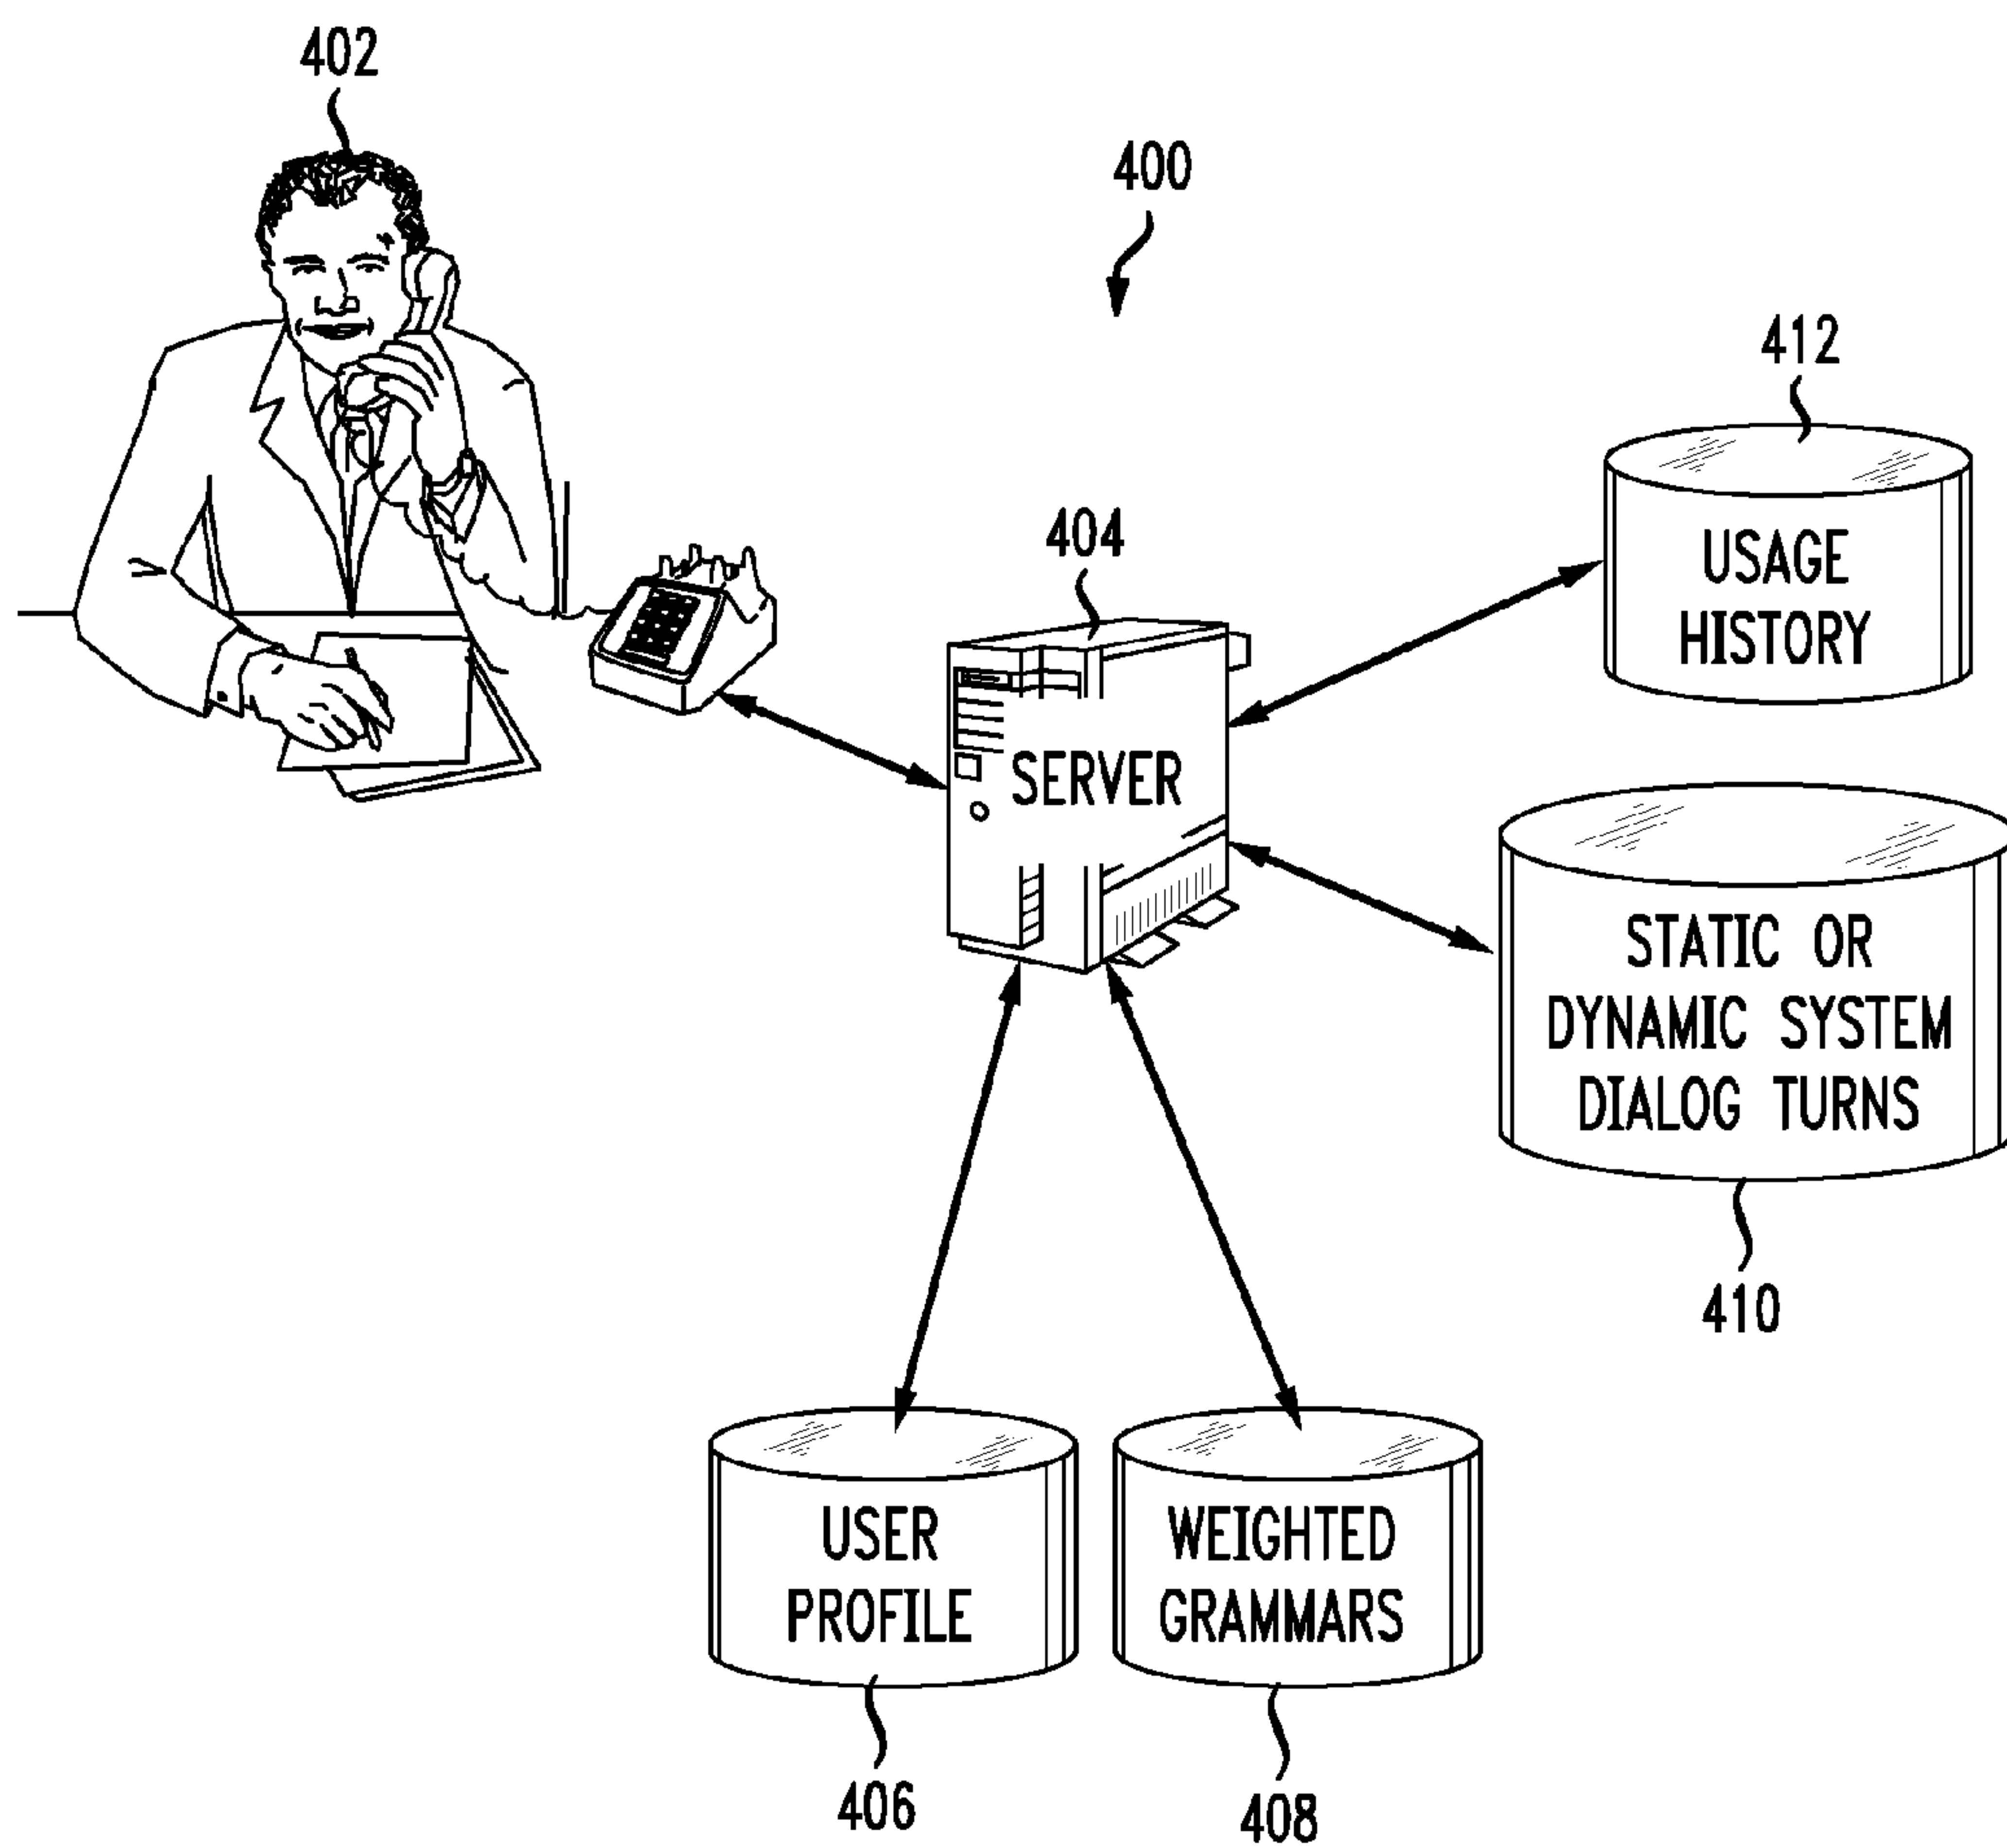 402
400
412
USAGE
HISTORY
404
SERVER
STATIC OR
DYNAMIC SYSTEM
DIALOG TURNS
410
USER
PROFILE
406
WEIGHTED
GRAMMARS
408